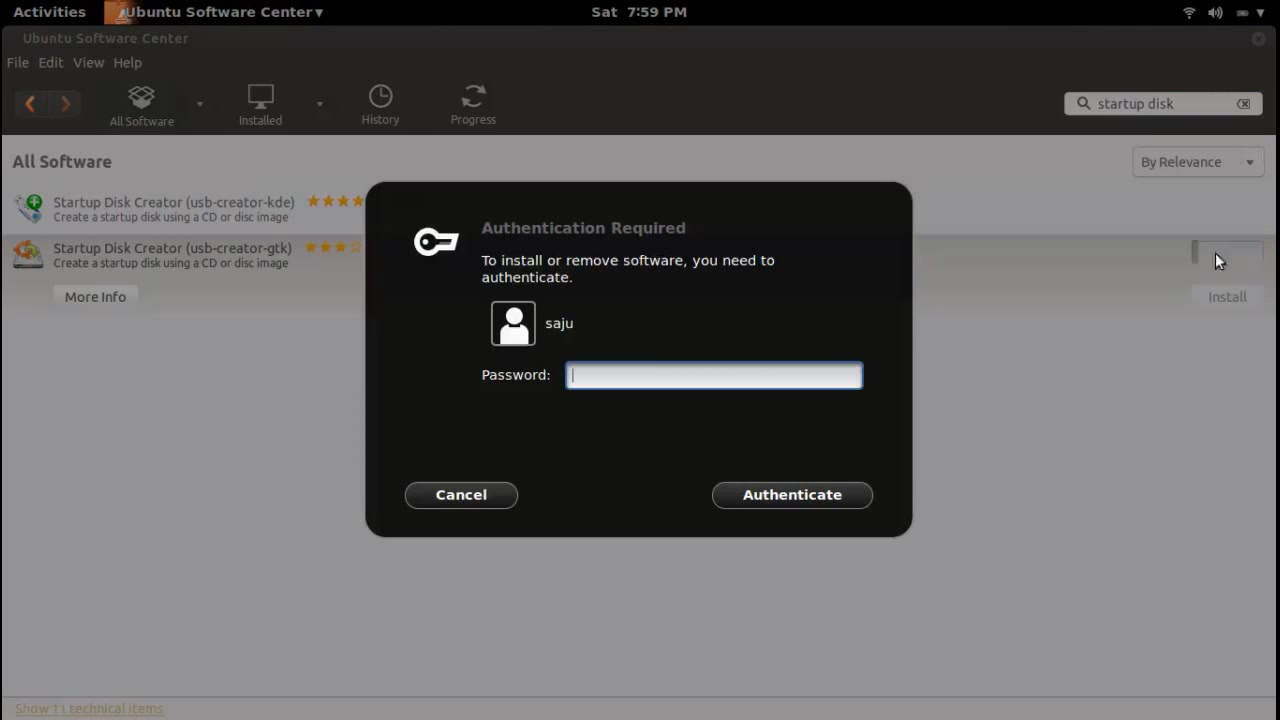 Activities Ubuntu Software Center ▾ Sat 7:59 PM
Ubuntu Software Center
File Edit View Help
All Software Installed History Progress startup disk
All Software By Relevance
Startup Disk Creator (usb-creator-kde)
Create a startup disk using a CD or disc image
Startup Disk Creator (usb-creator-gtk)
Create a startup disk using a CD or disc image
More Info Install
Authentication Required
To install or remove software, you need to
authenticate.
saju
Password:
Cancel Authenticate
Show 11 technical items